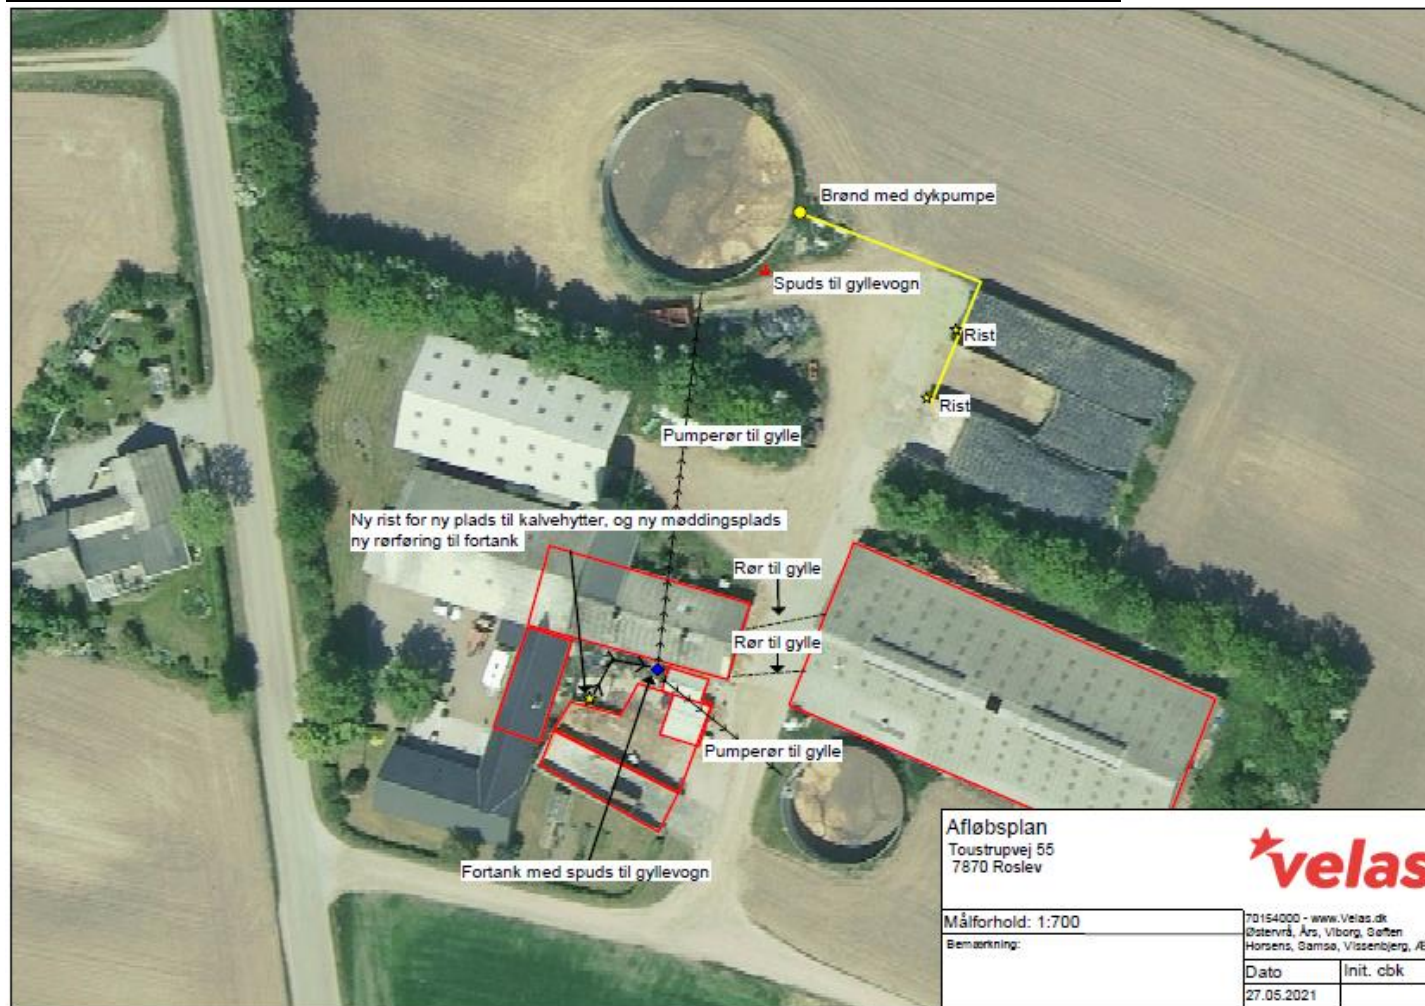 Brønd med dykpumpe
Spuds til gyllevogn
Rist
Rist
Pumperør til gylle
Ny rist for ny plads til kalvehytter, og ny møddingsplads
ny rørføring til fortank
Rør til gylle
Rør til gylle
Pumperør til gylle
Fortank med spuds til gyllevogn
Afløbsplan
Toustrupvej 55
7870 Roslev
velas
Målforhold: 1:700
Bemærkning:
70154000 - www.Velas.dk
Østervrå, Års, Viborg, Søften
Horsens, Samsø, Vissenbjerg,
Dato
Init. cbk
27.05.2021